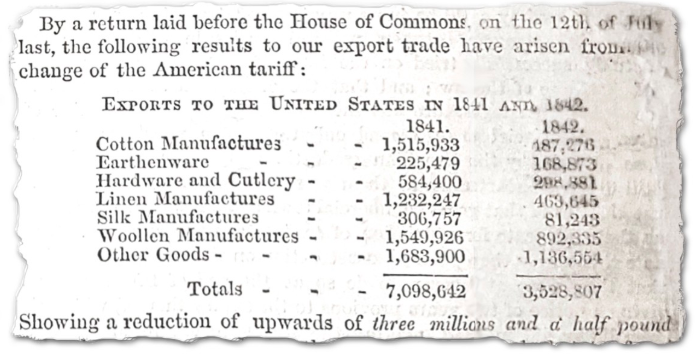 By a return laid before the House of Commons, on the 12th of July
last, the following results to our export trade have arisen from
change of the American tariff :
EXPORTS TO THE UNITED STATES IN 1841 AND 1842.
1841. 1842.
Cotton Manufactures - - 1,515,933 487,276
Earthenware - - 225,479 168,873
Hardware and Cutlery - - 584,400 298,881
Linen Manufactures - 1,232,247 463,645
Silk Manufactures - 306,757 81,243
Woollen Manufactures - - 1,549,926 892,335
Other Goods - - - 1,683,900 1,136,554
Totals - - - 7,098,642 3,528,807
Showing a reduction of upwards of three millions and a half pound